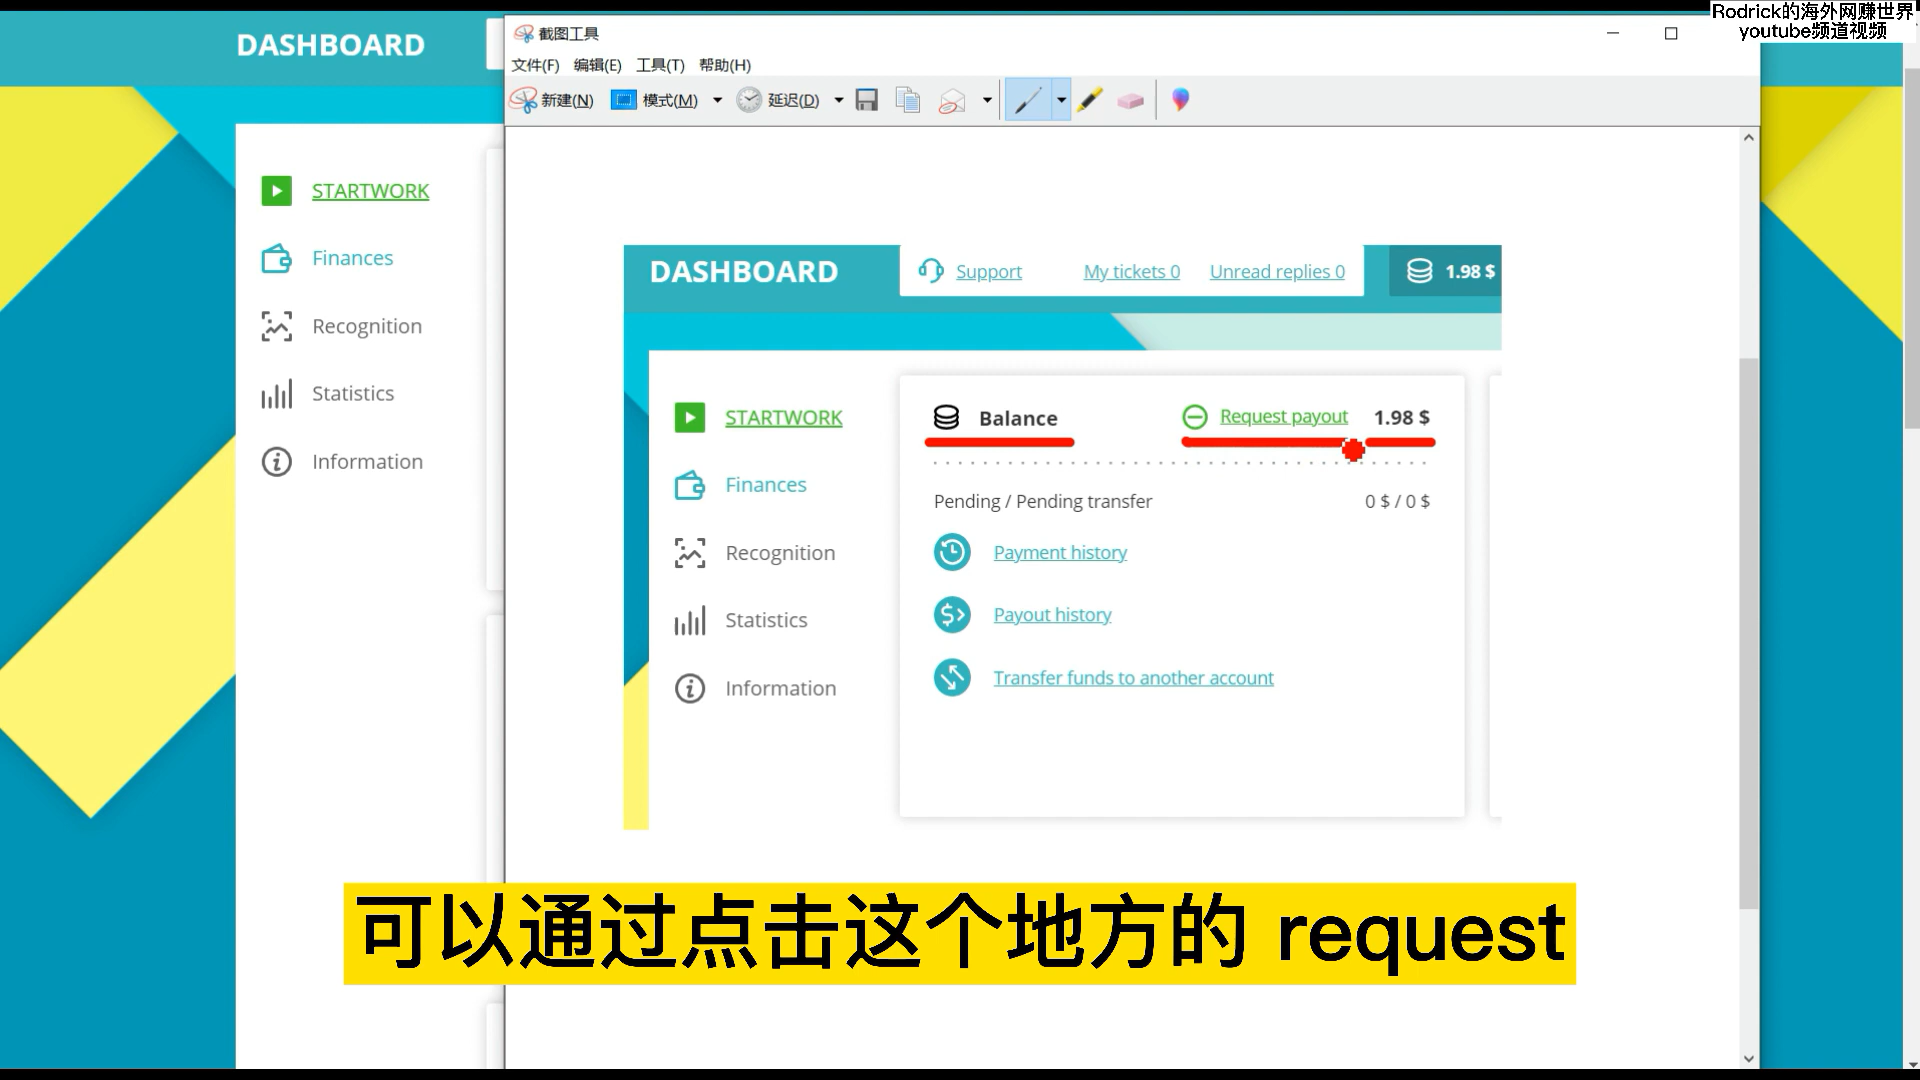 Rodrick的海外网赚世界
youtube频道视频
DASHBOARD
截图工具
文件(F) 编辑(E) 工具(T) 帮助(H)
新建(N) 模式(M) 延迟(D)
STARTWORK
Finances
Recognition
Statistics
Information
DASHBOARD
Support My tickets 0 Unread replies 0 1.98 $
STARTWORK
Finances
Recognition
Statistics
Information
Balance Request payout 1.98 $
Pending / Pending transfer 0 $ / 0 $
Payment history
Payout history
Transfer funds to another account
可以通过点击这个地方的 request